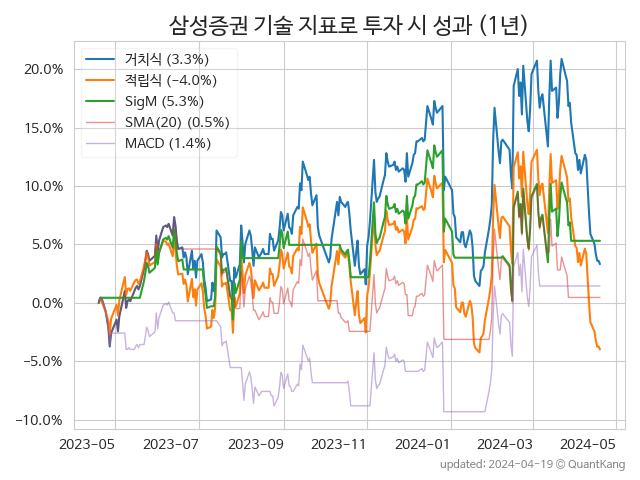 삼성증권 기술 지표로 투자 시 성과 (1년)
거치식 (3.3%)
적립식 (−4.0%)
SigM (5.3%)
SMA(20) (0.5%)
MACD (1.4%)
20.0%
15.0%
10.0%
5.0%
0.0%
−5.0%
−10.0%
2023-05 2023-07 2023-09 2023-11 2024-01 2024-03 2024-05
updated: 2024-04-19 © QuantKang